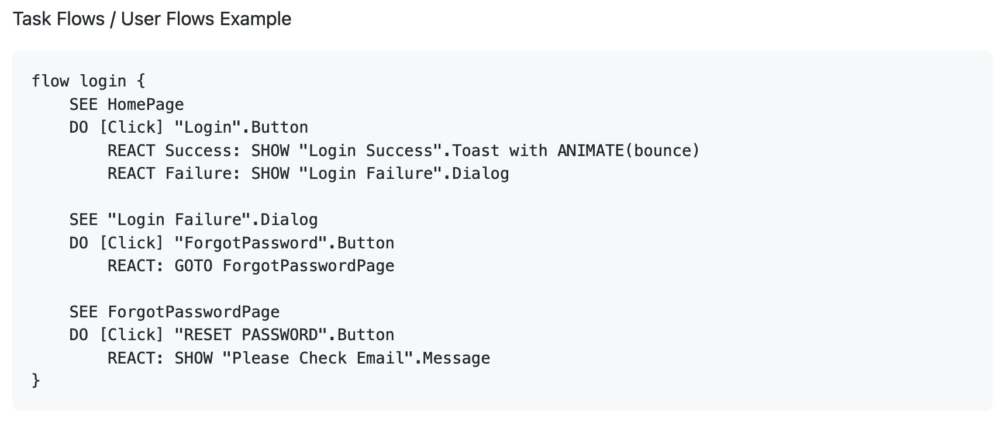 Task Flows / User Flows Example
flow login {
    SEE HomePage
    DO [Click] "Login".Button
        REACT Success: SHOW "Login Success".Toast with ANIMATE(bounce)
        REACT Failure: SHOW "Login Failure".Dialog

    SEE "Login Failure".Dialog
    DO [Click] "ForgotPassword".Button
        REACT: GOTO ForgotPasswordPage

    SEE ForgotPasswordPage
    DO [Click] "RESET PASSWORD".Button
        REACT: SHOW "Please Check Email".Message
}